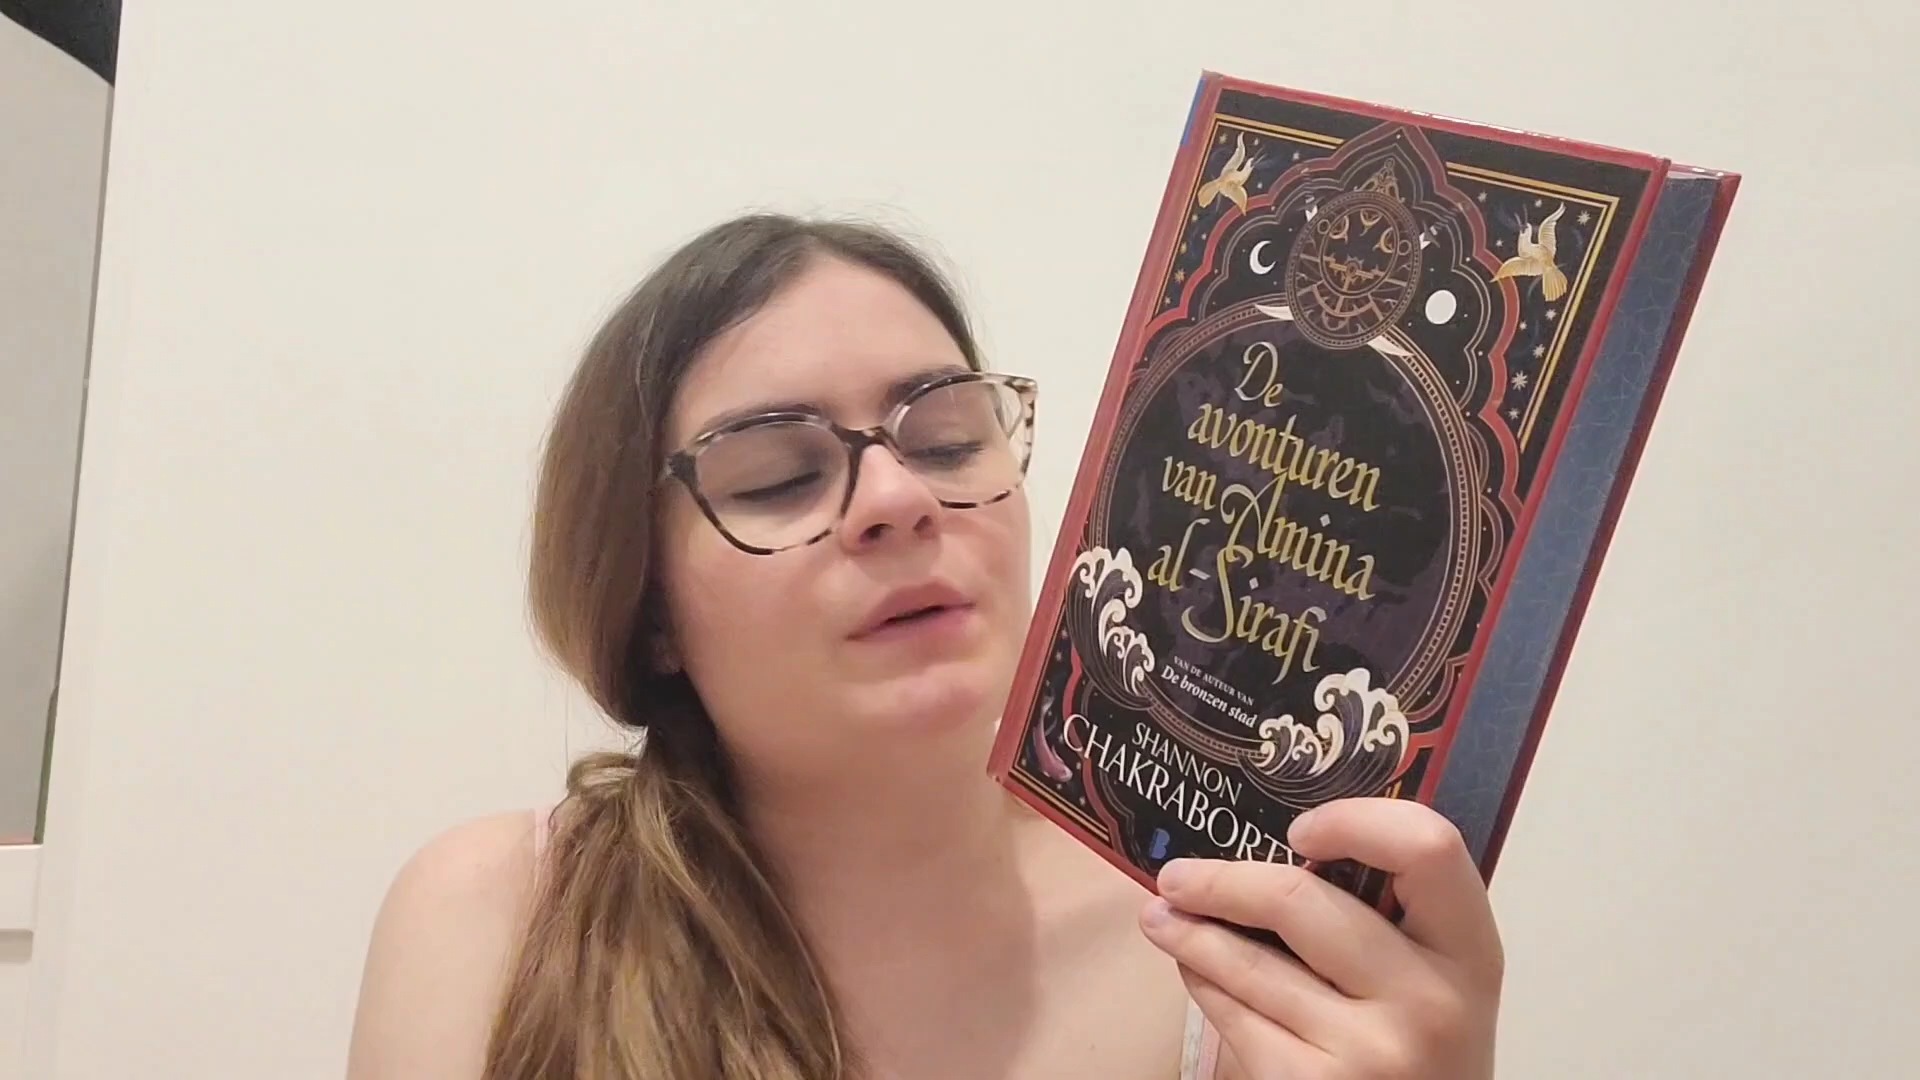 De
avonturen
van Amina
al-Sirafi
VAN DE AUTEUR VAN
De bronzen stad
SHANNON
CHAKRABORTY
B